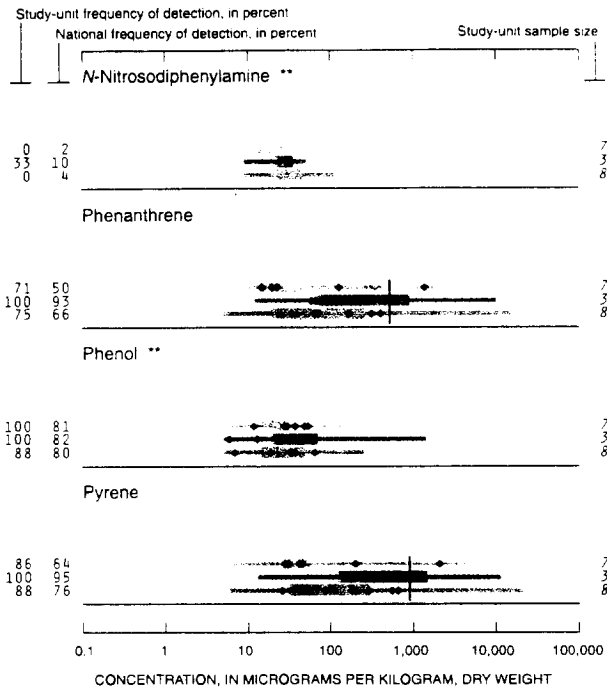 Study-unit frequency of detection, in percent
National frequency of detection, in percent
Study-unit sample size
N-Nitrosodiphenylamine **
0 2 7
33 10 3
0 4 8
Phenanthrene
71 50 7
100 93 3
75 66 8
Phenol **
100 81 7
100 82 3
88 80 8
Pyrene
86 64 7
100 95 3
88 76 8
0.1 1 10 100 1,000 10,000 100,000
CONCENTRATION, IN MICROGRAMS PER KILOGRAM, DRY WEIGHT